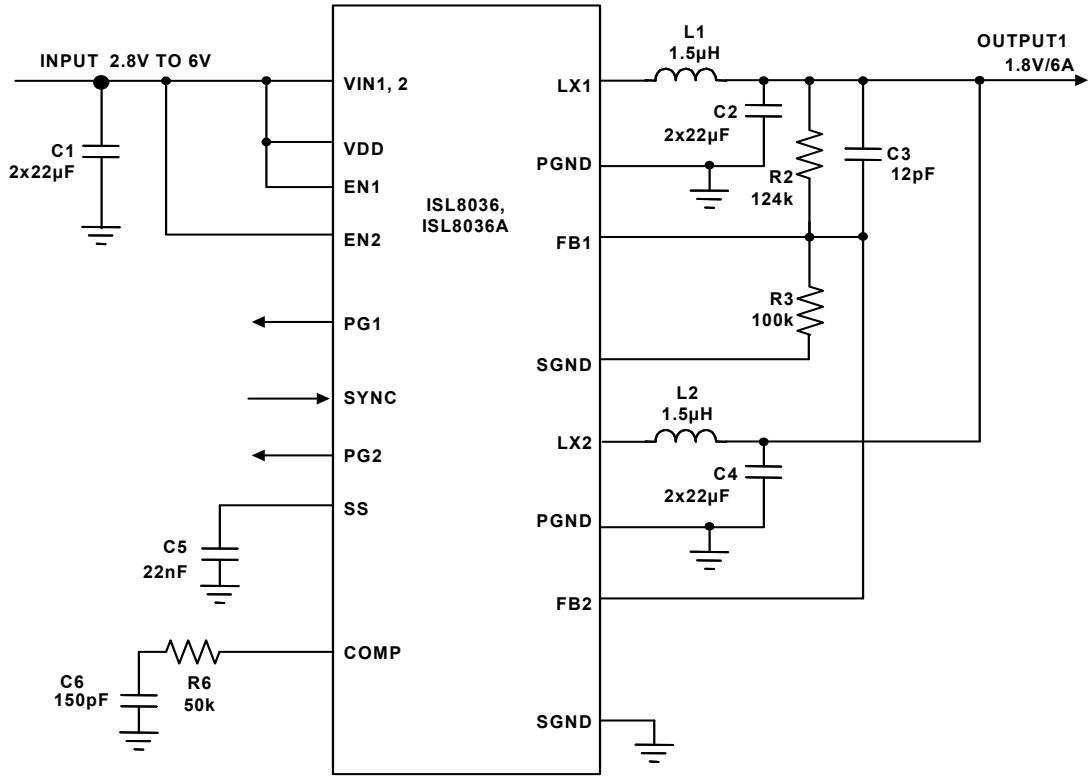 INPUT 2.8V TO 6V
C1
2x22µF
VIN1, 2
VDD
EN1
EN2
PG1
SYNC
PG2
SS
C5
22nF
COMP
R6
50k
C6
150pF
ISL8036,
ISL8036A
LX1
PGND
FB1
SGND
LX2
PGND
FB2
SGND
L1
1.5µH
OUTPUT1
1.8V/6A
C2
2x22µF
R2
124k
C3
12pF
R3
100k
L2
1.5µH
C4
2x22µF